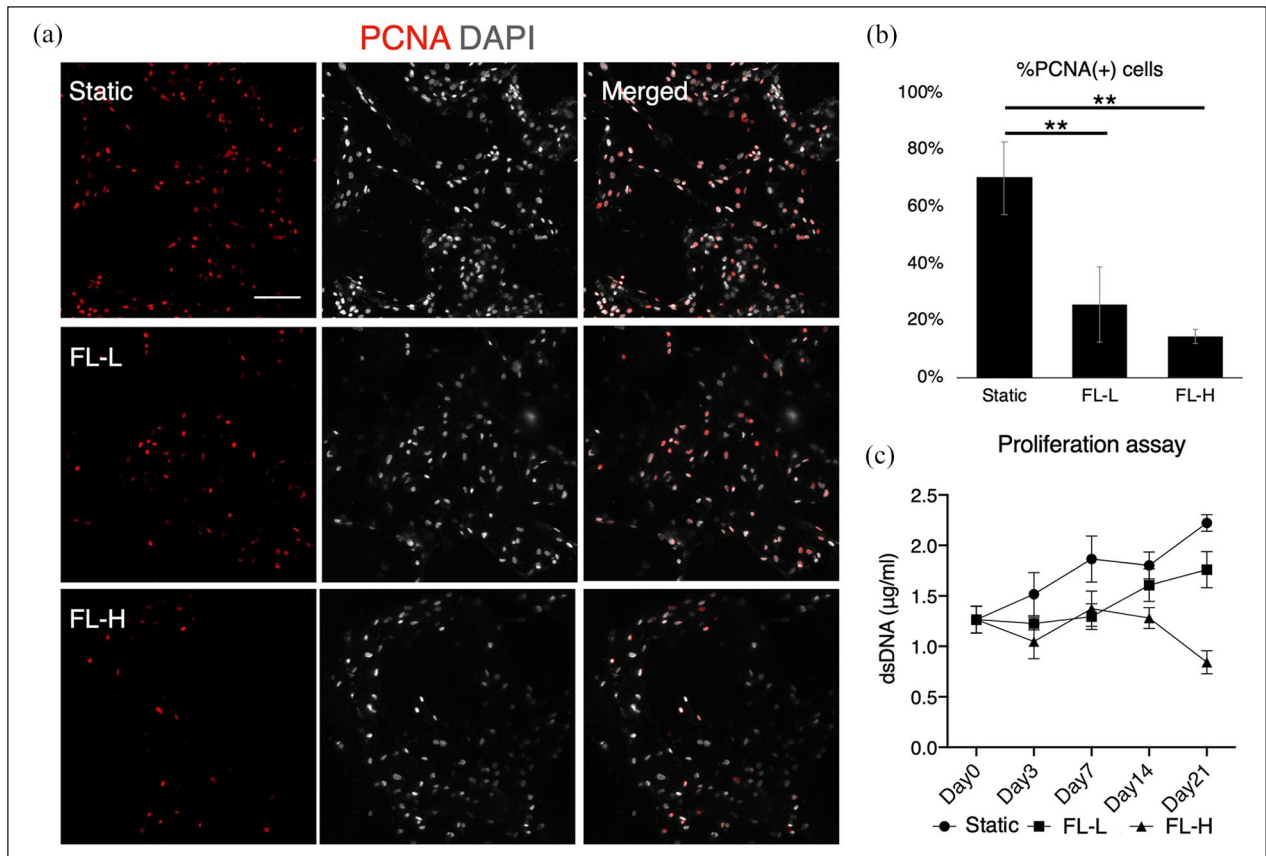 (a)
PCNA DAPI
Static
Merged
FL-L
FL-H
(b)
%PCNA(+) cells
100%
80%
60%
40%
20%
0%
**
**
Static FL-L FL-H
(c)
Proliferation assay
dsDNA (µg/ml)
2.5
2.0
1.5
1.0
0.5
0.0
Day0 Day3 Day7 Day14 Day21
Static FL-L FL-H